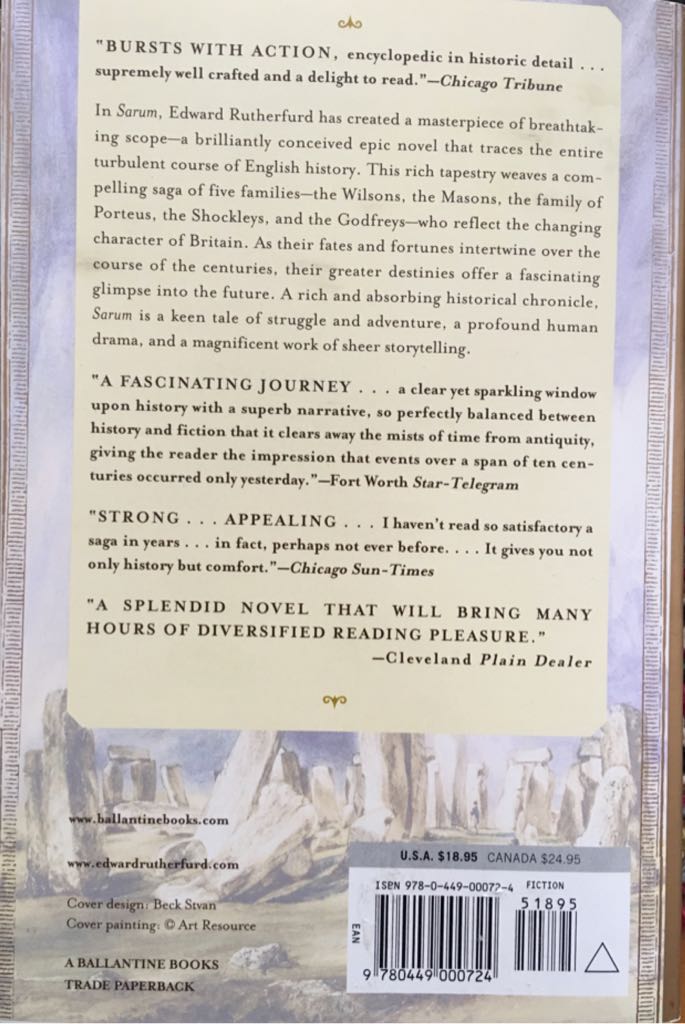 "BURSTS WITH ACTION, encyclopedic in historic detail . . .
supremely well crafted and a delight to read."—Chicago Tribune
In Sarum, Edward Rutherfurd has created a masterpiece of breathtak-
ing scope—a brilliantly conceived epic novel that traces the entire
turbulent course of English history. This rich tapestry weaves a com-
pelling saga of five families—the Wilsons, the Masons, the family of
Porteus, the Shockleys, and the Godfreys—who reflect the changing
character of Britain. As their fates and fortunes intertwine over the
course of the centuries, their greater destinies offer a fascinating
glimpse into the future. A rich and absorbing historical chronicle,
Sarum is a keen tale of struggle and adventure, a profound human
drama, and a magnificent work of sheer storytelling.
"A FASCINATING JOURNEY . . . a clear yet sparkling window
upon history with a superb narrative, so perfectly balanced between
history and fiction that it clears away the mists of time from antiquity,
giving the reader the impression that events over a span of ten cen-
turies occurred only yesterday."—Fort Worth Star-Telegram
"STRONG . . . APPEALING . . . I haven't read so satisfactory a
saga in years . . . in fact, perhaps not ever before. . . . It gives you not
only history but comfort."—Chicago Sun-Times
"A SPLENDID NOVEL THAT WILL BRING MANY
HOURS OF DIVERSIFIED READING PLEASURE."
—Cleveland Plain Dealer
www.ballantinebooks.com
www.edwardrutherfurd.com
Cover design: Beck Stvan
Cover painting: © Art Resource
A BALLANTINE BOOKS
TRADE PAPERBACK
U.S.A. $18.95 CANADA $24.95
ISBN 978-0-449-00072-4 FICTION
51895
EAN
9 780449 000724